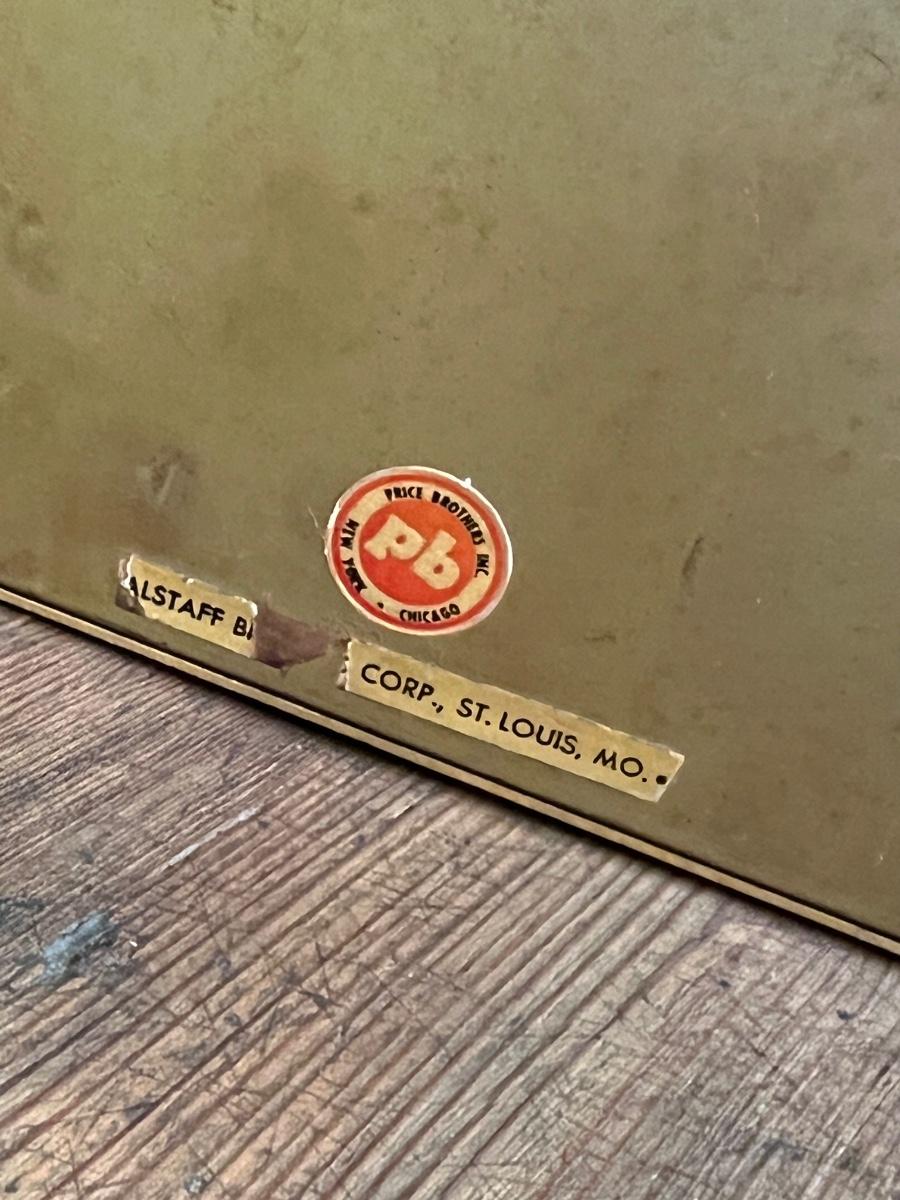 PRICE BROTHERS INC.
pb
NEW YORK • CHICAGO
ALSTAFF B
CORP., ST. LOUIS, MO.